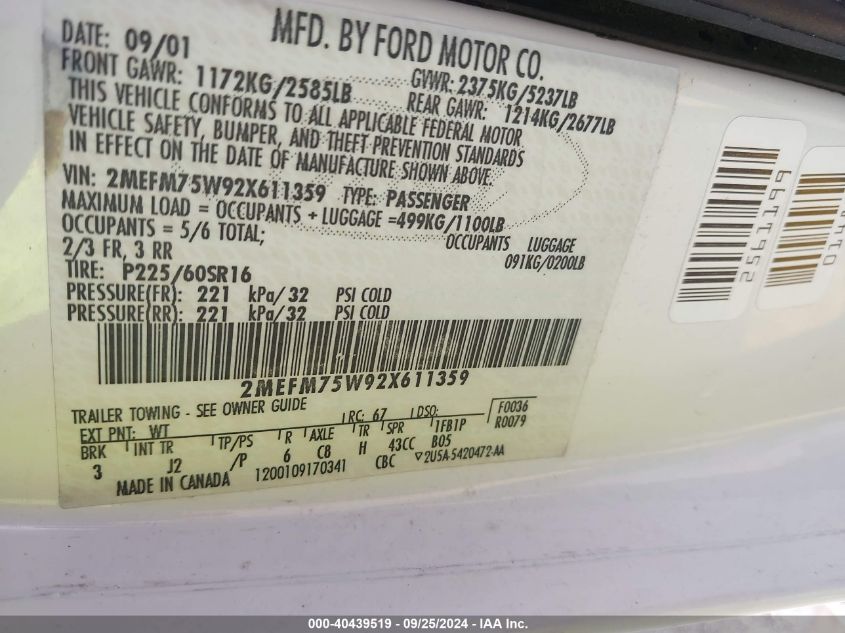 DATE: 09/01 MFD. BY FORD MOTOR CO.
FRONT GAWR: 1172KG/2585LB GVWR: 2375KG/5237LB
REAR GAWR: 1214KG/2677LB
THIS VEHICLE CONFORMS TO ALL APPLICABLE FEDERAL MOTOR
VEHICLE SAFETY, BUMPER, AND THEFT PREVENTION STANDARDS
IN EFFECT ON THE DATE OF MANUFACTURE SHOWN ABOVE.
VIN: 2MEFM75W92X611359 TYPE: PASSENGER
MAXIMUM LOAD = OCCUPANTS + LUGGAGE =499KG/1100LB
OCCUPANTS = 5/6 TOTAL; OCCUPANTS LUGGAGE
2/3 FR, 3 RR 091KG/0200LB
TIRE: P225/60SR16
PRESSURE(FR): 221 kPa/32 PSI COLD
PRESSURE(RR): 221 kPa/32 PSI COLD
2MEFM75W92X611359
TRAILER TOWING - SEE OWNER GUIDE
EXT PNT: WT RC: 67 DSO: F0036
BRK INT TR TP/PS R AXLE TR SPR 1FB1P R0079
3 J2 /P 6 C8 H 43CC B05
MADE IN CANADA 1200109170341 CBC ▽2U5A-5420472-AA
2561199
000-40439519 - 09/25/2024 - IAA Inc.